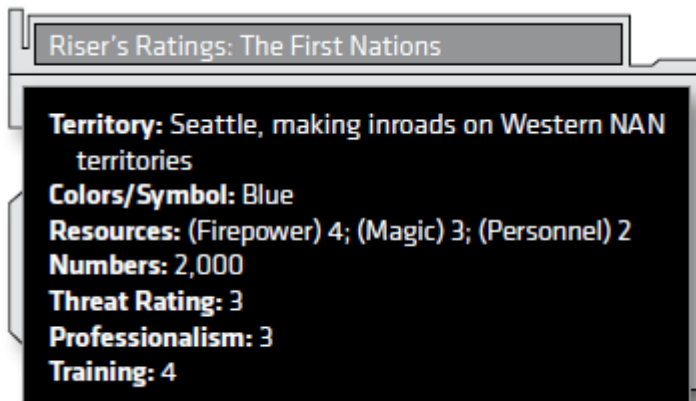 Riser's Ratings: The First Nations
Territory: Seattle, making inroads on Western NAN
territories
Colors/Symbol: Blue
Resources: (Firepower) 4; (Magic) 3; (Personnel) 2
Numbers: 2,000
Threat Rating: 3
Professionalism: 3
Training: 4